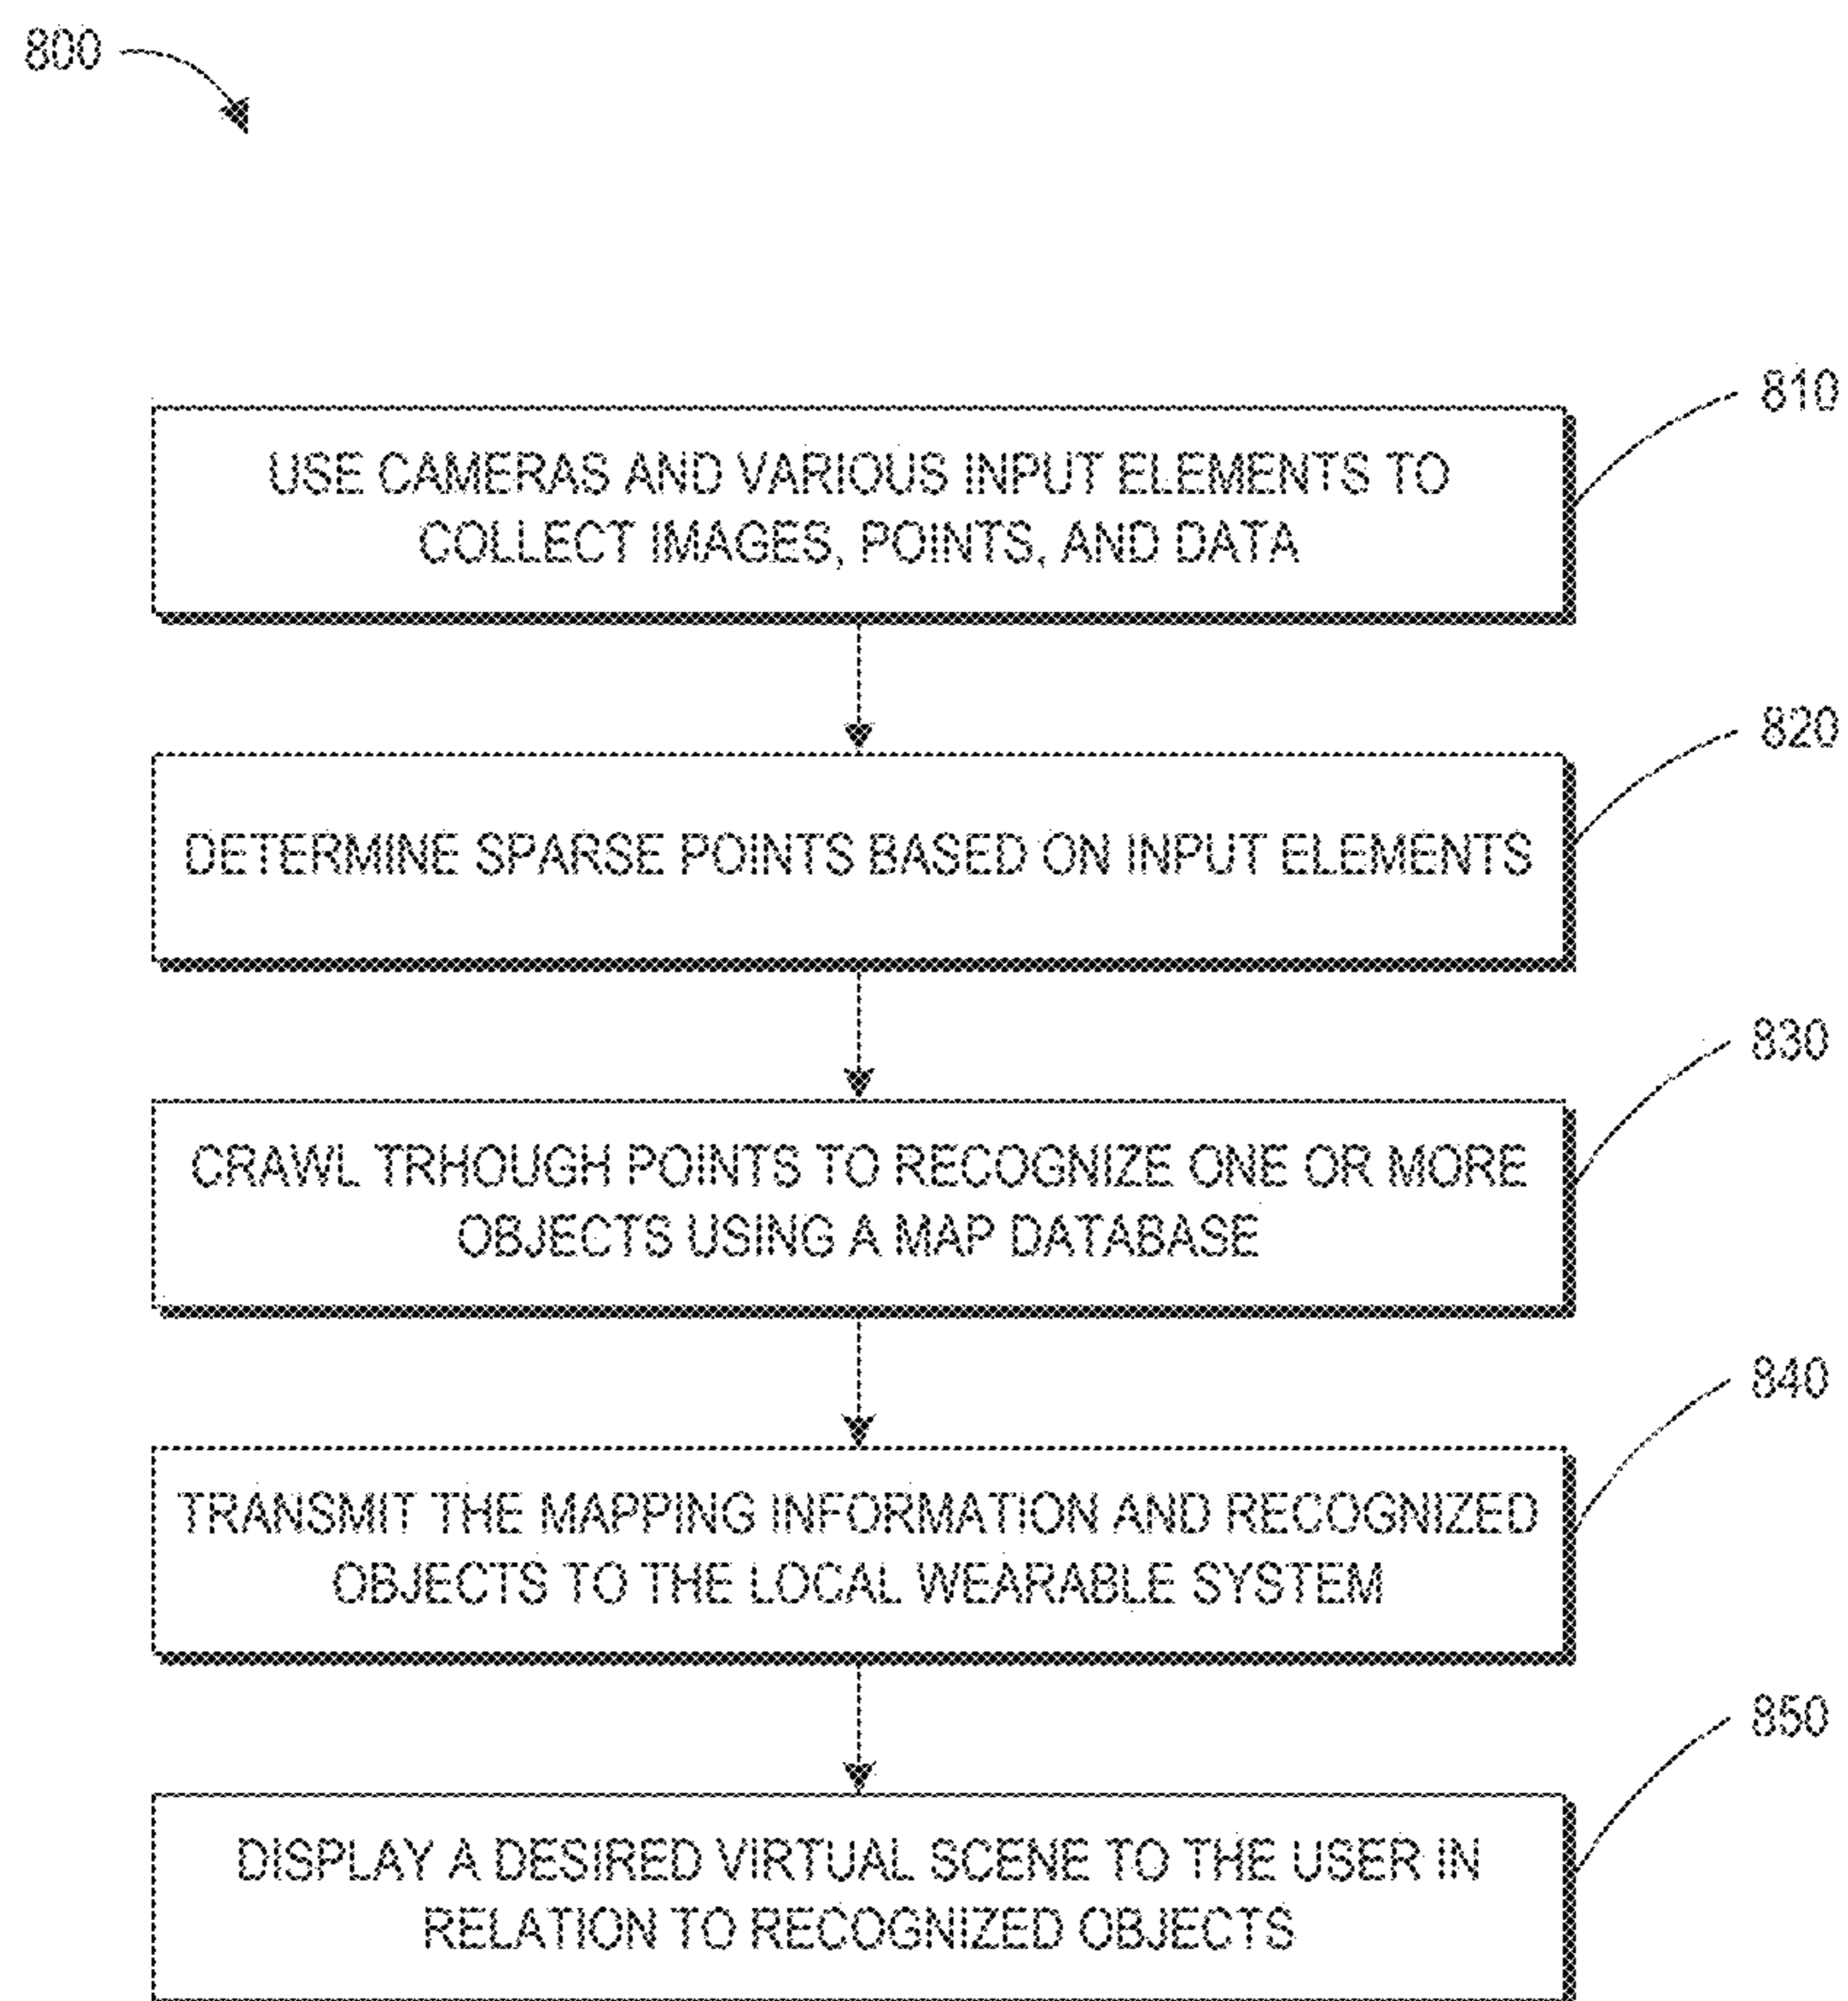 800
810
USE CAMERAS AND VARIOUS INPUT ELEMENTS TO
COLLECT IMAGES, POINTS, AND DATA
820
DETERMINE SPARSE POINTS BASED ON INPUT ELEMENTS
830
CRAWL TRHOUGH POINTS TO RECOGNIZE ONE OR MORE
OBJECTS USING A MAP DATABASE
840
TRANSMIT THE MAPPING INFORMATION AND RECOGNIZED
OBJECTS TO THE LOCAL WEARABLE SYSTEM
850
DISPLAY A DESIRED VIRTUAL SCENE TO THE USER IN
RELATION TO RECOGNIZED OBJECTS